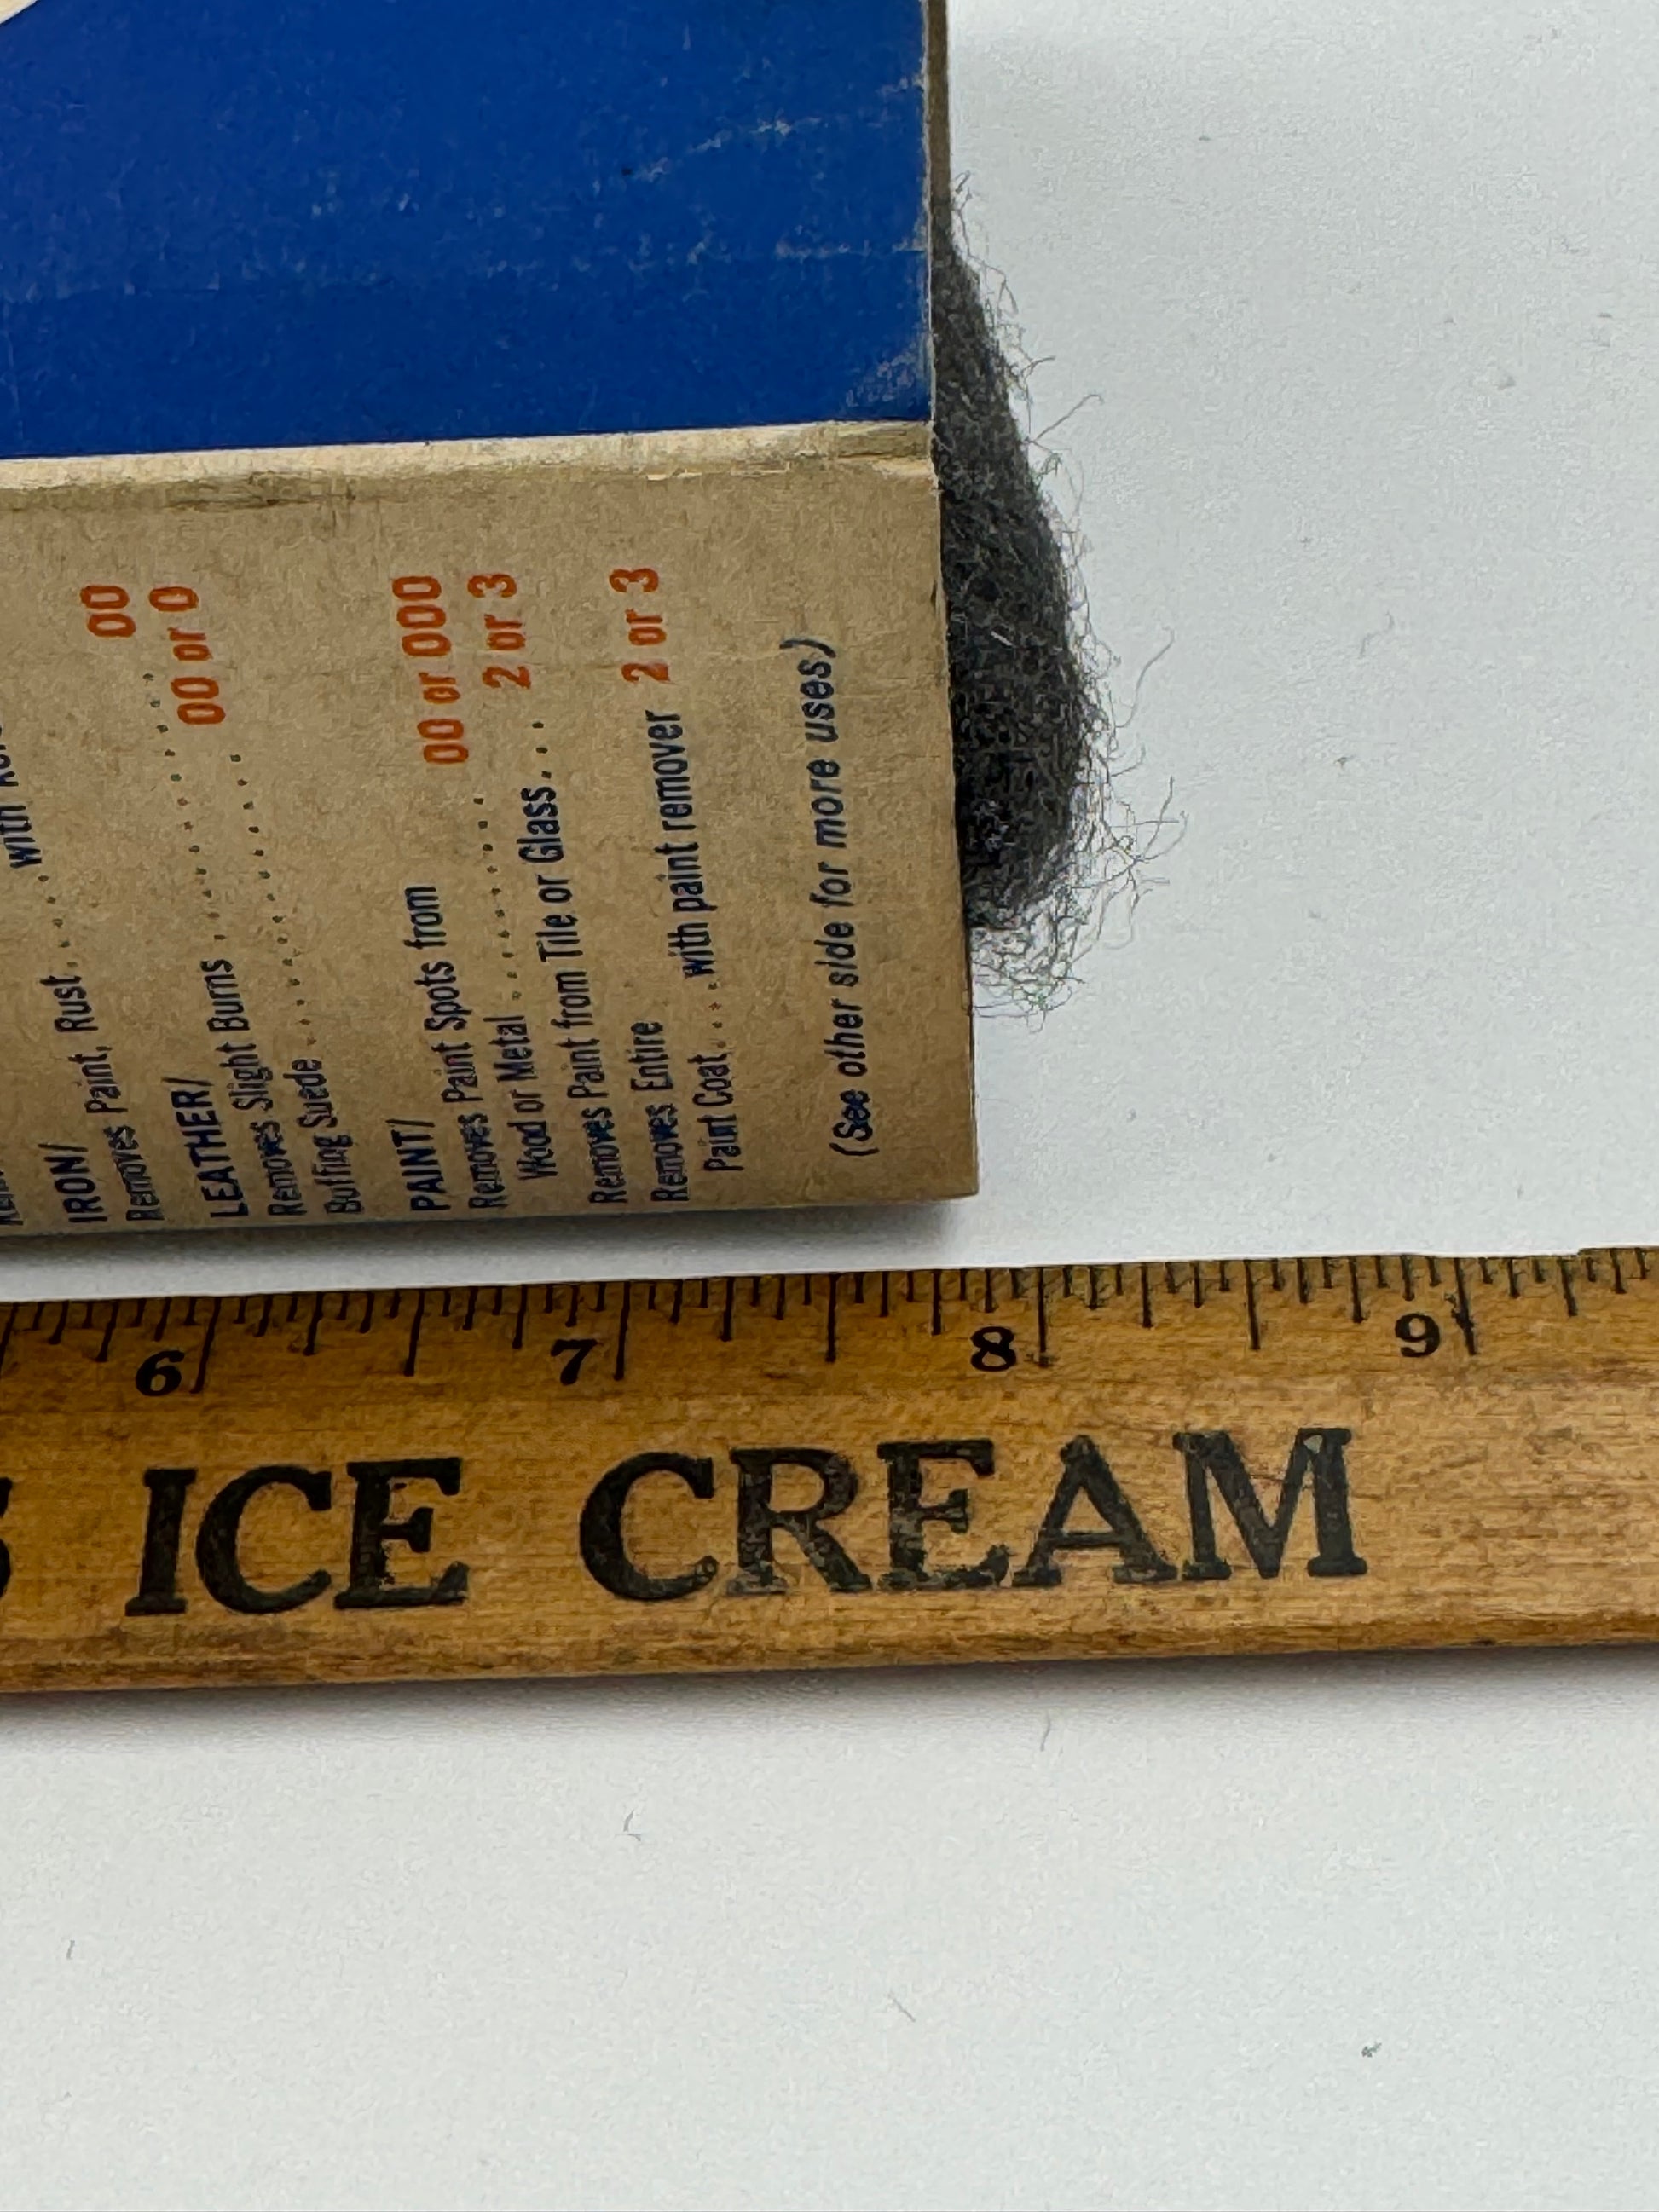 IRON/
Removes Paint, Rust 00
LEATHER/
Removes Slight Burns 00 or 0
Buffing Suede
PAINT/
Removes Paint Spots from
Wood or Metal 00 or 000
Removes Paint from Tile or Glass 2 or 3
Removes Entire
Paint Coat with paint remover 2 or 3
(See other side for more uses)
6 7 8 9
ICE CREAM